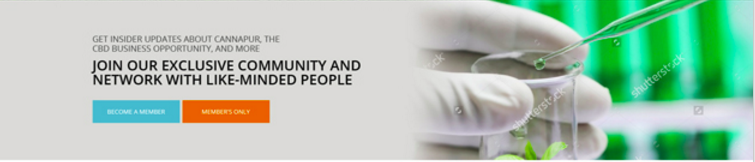 GET INSIDER UPDATES ABOUT CANNAPUR, THE
CBD BUSINESS OPPORTUNITY, AND MORE
JOIN OUR EXCLUSIVE COMMUNITY AND
NETWORK WITH LIKE-MINDED PEOPLE
BECOME A MEMBER
MEMBER'S ONLY
shutterstock
shutterstock
shutterstock